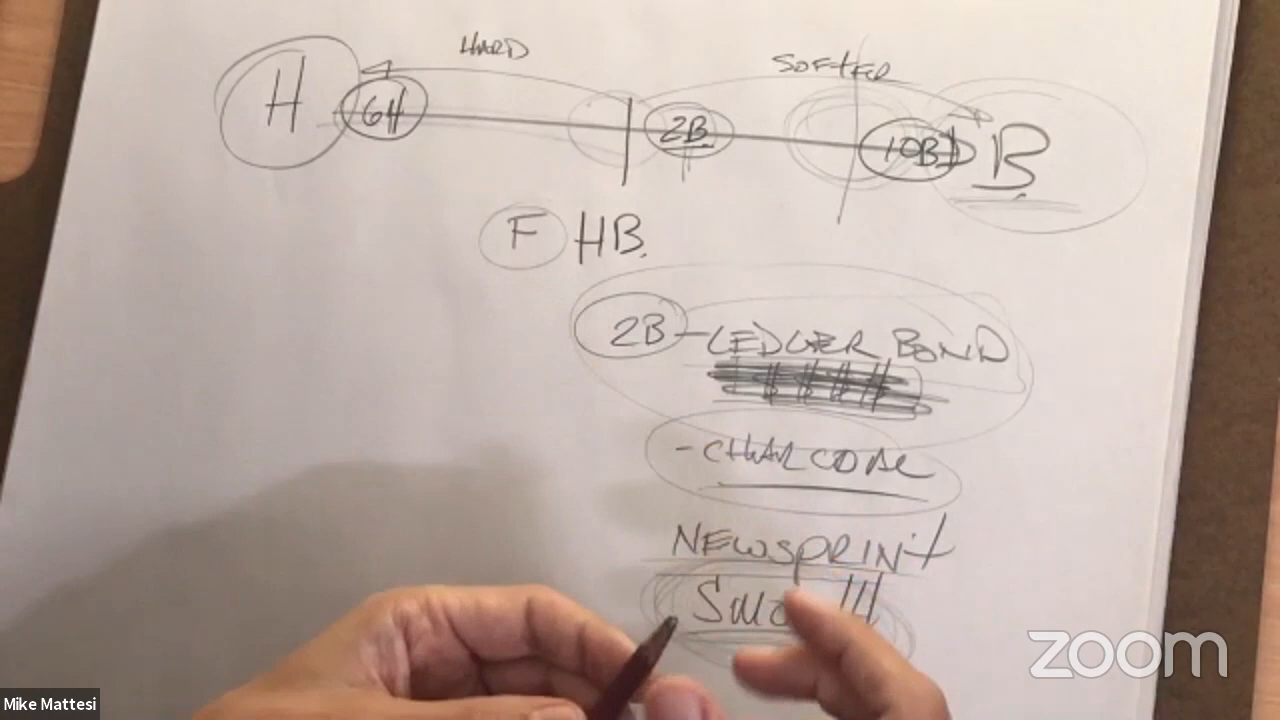 HARD
SOFTER
H 6H 2B 10B B
F HB
2B - LEDGER BOND
- CHARCOAL
NEWSPRINT
zoom
Mike Mattesi